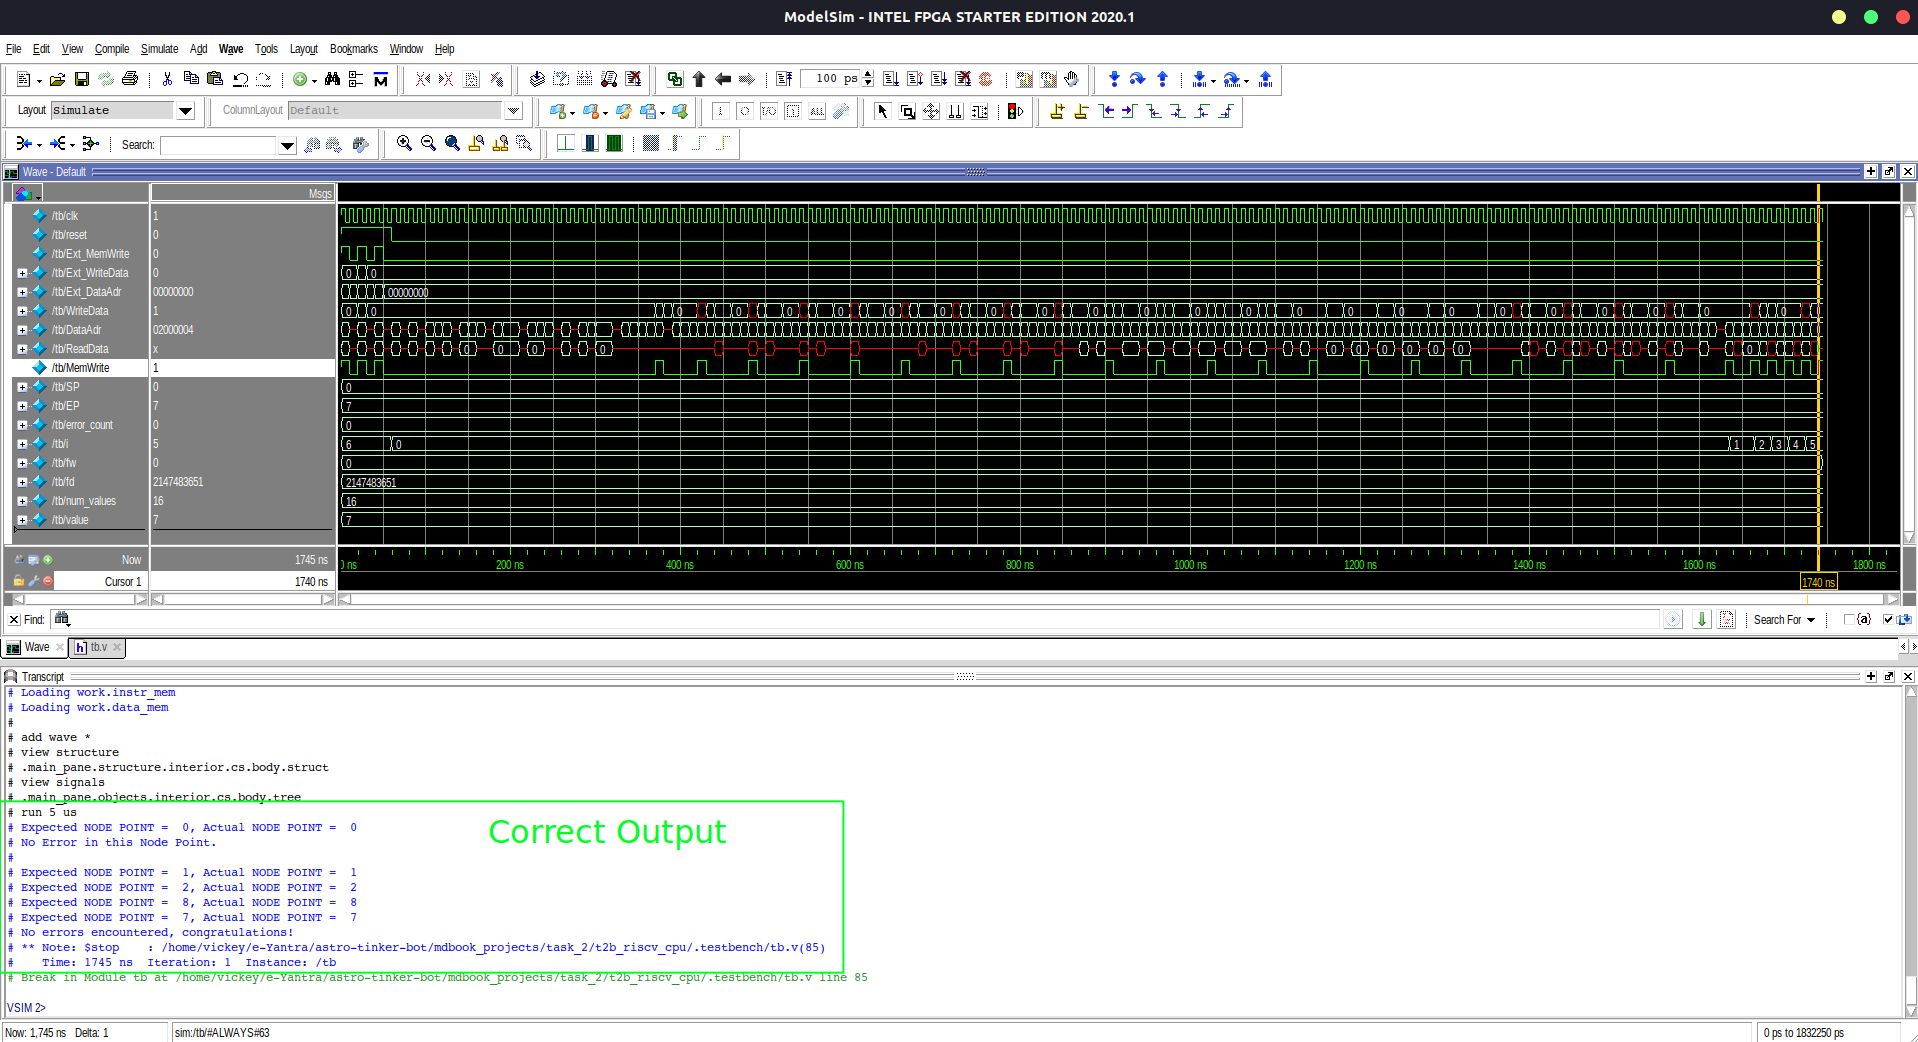 ModelSim - INTEL FPGA STARTER EDITION 2020.1
File Edit View Compile Simulate Add Wave Tools Layout Bookmarks Window Help
100 ps
Layout Simulate ColumnLayout Default
Search:
Wave - Default
Msgs
/tb/clk 1
/tb/reset 0
/tb/Ext_MemWrite 0
/tb/Ext_WriteData 0 0 0
/tb/Ext_DataAdr 00000000 00000000
/tb/WriteData 1 0 0 0 0 0 0 0 0 0 0 0 0 0 0 0 0 0 0 0 0 0 0 0 0
/tb/DataAdr 02000004
/tb/ReadData x 0 0 0 0 0 0 0 0 0 0 0
/tb/MemWrite 1
/tb/SP 0 0
/tb/EP 7 7
/tb/error_count 0 0
/tb/i 5 6 0 1 2 3 4 5
/tb/fw 0 0
/tb/fd 2147483651 2147483651
/tb/num_values 16 16
/tb/value 7 7
Now 1745 ns ns 200 ns 400 ns 600 ns 800 ns 1000 ns 1200 ns 1400 ns 1600 ns 1800 ns
Cursor 1 1740 ns 1740 ns
Find: Search For
Wave tb.v
Transcript
# Loading work.instr_mem
# Loading work.data_mem
#
# add wave *
# view structure
# .main_pane.structure.interior.cs.body.struct
# view signals
# .main_pane.objects.interior.cs.body.tree
# run 5 us
# Expected NODE POINT = 0, Actual NODE POINT = 0
Correct Output
# No Error in this Node Point.
#
# Expected NODE POINT = 1, Actual NODE POINT = 1
# Expected NODE POINT = 2, Actual NODE POINT = 2
# Expected NODE POINT = 8, Actual NODE POINT = 8
# Expected NODE POINT = 7, Actual NODE POINT = 7
# No errors encountered, congratulations!
# ** Note: $stop : /home/vickey/e-Yantra/astro-tinker-bot/mdbook_projects/task_2/t2b_riscv_cpu/.testbench/tb.v(85)
# Time: 1745 ns Iteration: 1 Instance: /tb
# Break in Module tb at /home/vickey/e-Yantra/astro-tinker-bot/mdbook_projects/task_2/t2b_riscv_cpu/.testbench/tb.v line 85
VSIM 2>
Now: 1,745 ns Delta: 1 sim:/tb/#ALWAYS#63 0 ps to 1832250 ps